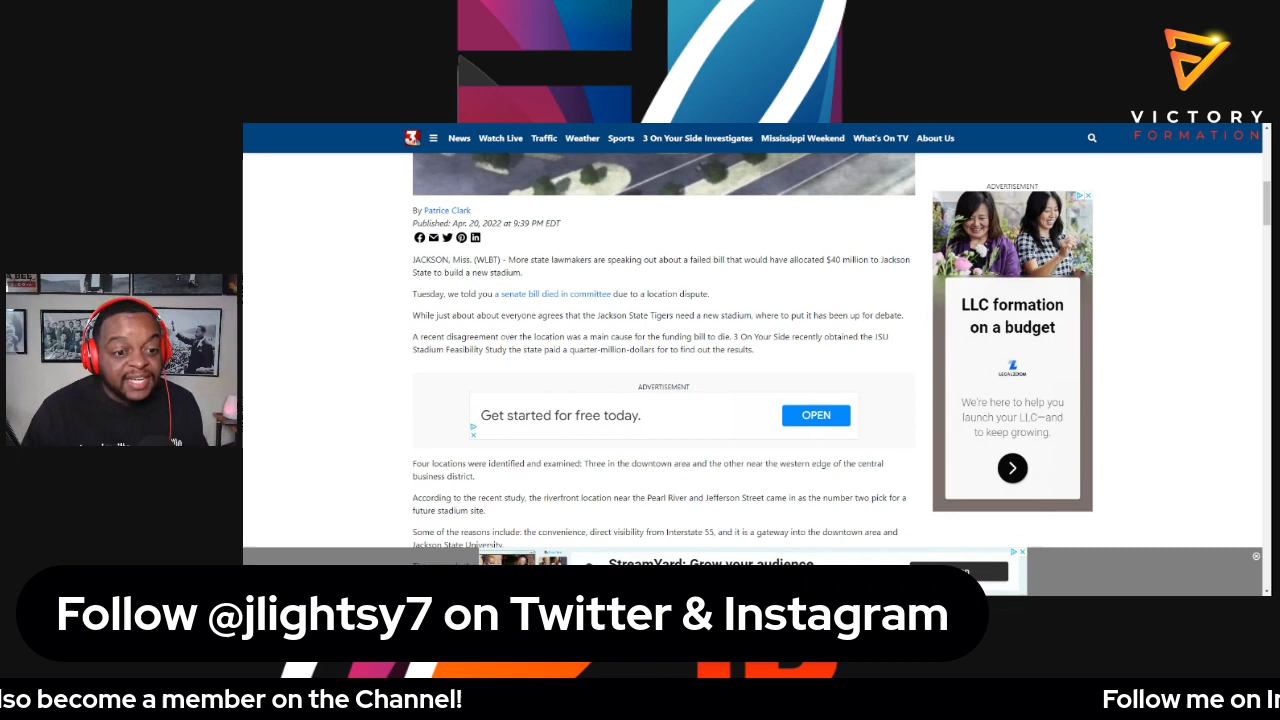 VICTORY
FORMATION
3
News Watch Live Traffic Weather Sports 3 On Your Side Investigates Mississippi Weekend What's On TV About Us
By Patrice Clark
Published: Apr. 20, 2022 at 9:39 PM EDT
JACKSON, Miss. (WLBT) - More state lawmakers are speaking out about a failed bill that would have allocated $40 million to Jackson
State to build a new stadium.
Tuesday, we told you a senate bill died in committee due to a location dispute.
While just about about everyone agrees that the Jackson State Tigers need a new stadium, where to put it has been up for debate.
A recent disagreement over the location was a main cause for the funding bill to die. 3 On Your Side recently obtained the JSU
Stadium Feasibility Study the state paid a quarter-million-dollars for to find out the results.
ADVERTISEMENT
Get started for free today.
OPEN
Four locations were identified and examined: Three in the downtown area and the other near the western edge of the central
business district.
According to the recent study, the riverfront location near the Pearl River and Jefferson Street came in as the number two pick for a
future stadium site.
Some of the reasons include: the convenience, direct visibility from Interstate 55, and it is a gateway into the downtown area and
Jackson State University.
ADVERTISEMENT
LLC formation
on a budget
LEGALZOOM
We're here to help you
launch your LLC—and
to keep growing.
StreamYard: Grow your audience
Follow @jlightsy7 on Twitter & Instagram
lso become a member on the Channel!
Follow me on In